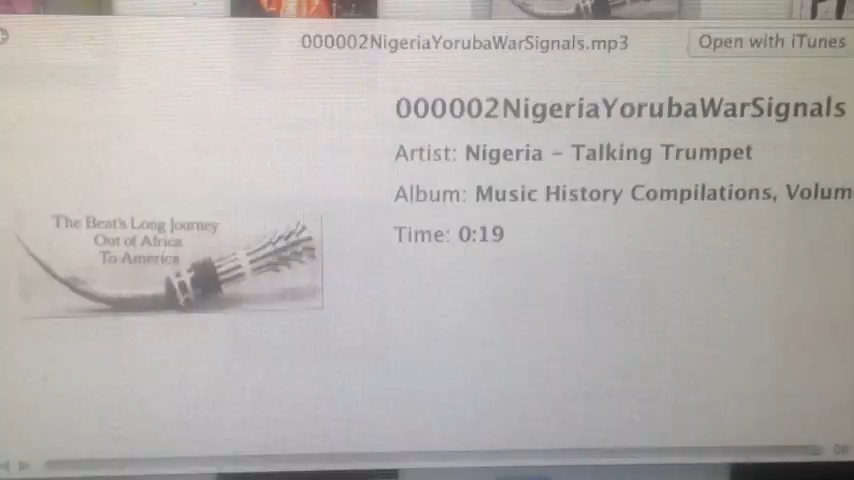 000002NigeriaYorubaWarSignals.mp3
Open with iTunes
000002NigeriaYorubaWarSignals
Artist: Nigeria – Talking Trumpet
Album: Music History Compilations, Volum
Time: 0:19
The Beat's Long Journey
Out of Africa
To America
00